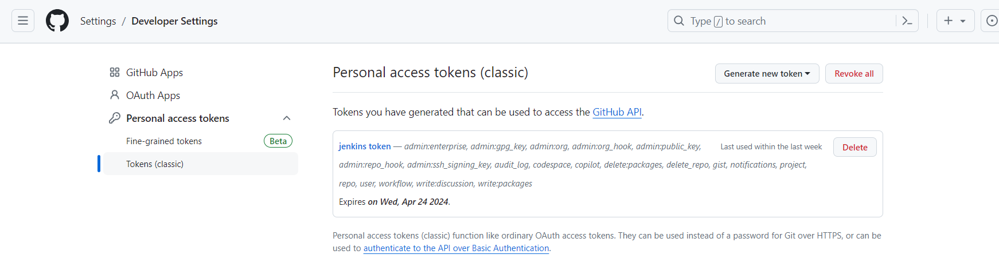 Settings / Developer Settings
Type / to search
GitHub Apps
OAuth Apps
Personal access tokens
Fine-grained tokens Beta
Tokens (classic)
Personal access tokens (classic)
Generate new token
Revoke all
Tokens you have generated that can be used to access the GitHub API.
jenkins token — admin:enterprise, admin:gpg_key, admin:org, admin:org_hook, admin:public_key,
admin:repo_hook, admin:ssh_signing_key, audit_log, codespace, copilot, delete:packages, delete_repo, gist, notifications, project,
repo, user, workflow, write:discussion, write:packages
Last used within the last week
Delete
Expires on Wed, Apr 24 2024.
Personal access tokens (classic) function like ordinary OAuth access tokens. They can be used instead of a password for Git over HTTPS, or can be
used to authenticate to the API over Basic Authentication.